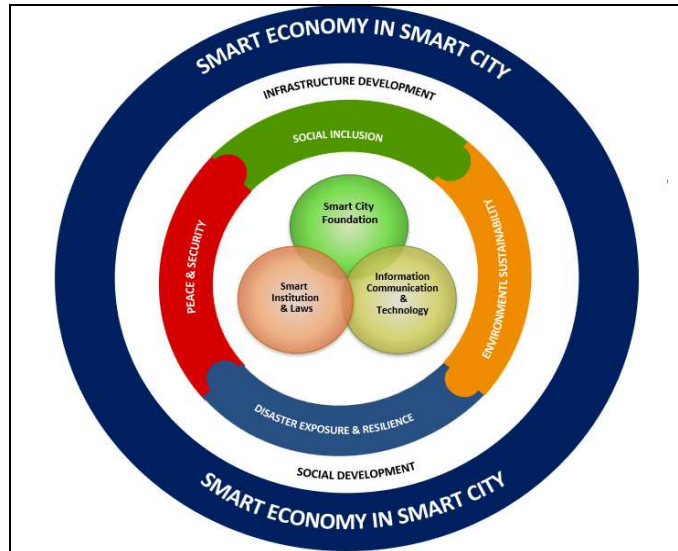 SMART ECONOMY IN SMART CITY
INFRASTRUCTURE DEVELOPMENT
SOCIAL INCLUSION
Smart City
Foundation
PEACE & SECURITY
ENVIRONMENTL SUSTAINABILITY
Smart
Institution
& Laws
Information
Communication
&
Technology
DISASTER EXPOSURE & RESILIENCE
SOCIAL DEVELOPMENT
SMART ECONOMY IN SMART CITY